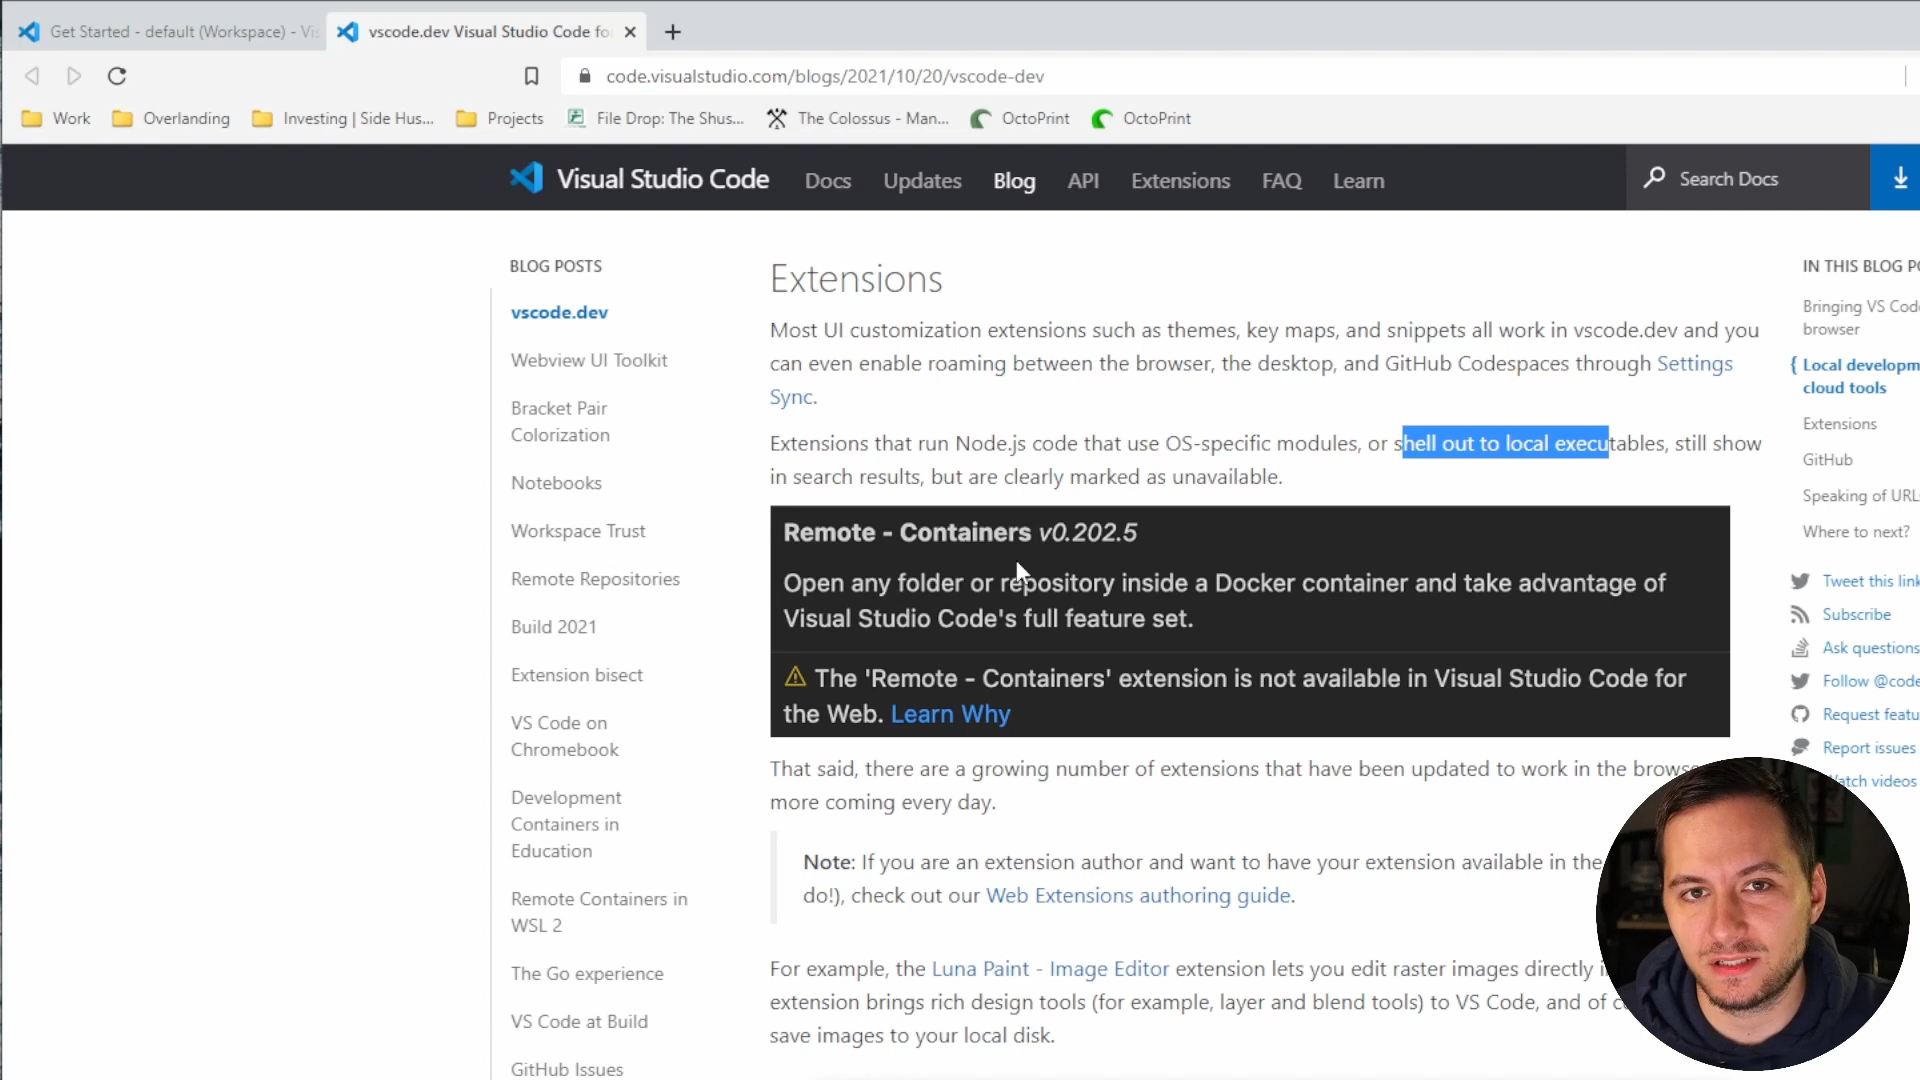 Get Started - default (Workspace) - Vis
vscode.dev Visual Studio Code fo
code.visualstudio.com/blogs/2021/10/20/vscode-dev
Work
Overlanding
Investing | Side Hus...
Projects
File Drop: The Shus...
The Colossus - Man...
OctoPrint
OctoPrint
Visual Studio Code
Docs
Updates
Blog
API
Extensions
FAQ
Learn
Search Docs
BLOG POSTS
vscode.dev
Webview UI Toolkit
Bracket Pair
Colorization
Notebooks
Workspace Trust
Remote Repositories
Build 2021
Extension bisect
VS Code on
Chromebook
Development
Containers in
Education
Remote Containers in
WSL 2
The Go experience
VS Code at Build
GitHub Issues
Extensions
Most UI customization extensions such as themes, key maps, and snippets all work in vscode.dev and you
can even enable roaming between the browser, the desktop, and GitHub Codespaces through Settings
Sync.
Extensions that run Node.js code that use OS-specific modules, or shell out to local executables, still show
in search results, but are clearly marked as unavailable.
Remote - Containers v0.202.5
Open any folder or repository inside a Docker container and take advantage of
Visual Studio Code's full feature set.
The 'Remote - Containers' extension is not available in Visual Studio Code for
the Web. Learn Why
That said, there are a growing number of extensions that have been updated to work in the brows
more coming every day.
Note: If you are an extension author and want to have your extension available in the
do!), check out our Web Extensions authoring guide.
For example, the Luna Paint - Image Editor extension lets you edit raster images directly i
extension brings rich design tools (for example, layer and blend tools) to VS Code, and of c
save images to your local disk.
IN THIS BLOG PO
Bringing VS Cod
browser
{ Local developm
cloud tools
Extensions
GitHub
Speaking of URL
Where to next?
Tweet this link
Subscribe
Ask questions
Follow @code
Request featu
Report issues
Watch videos